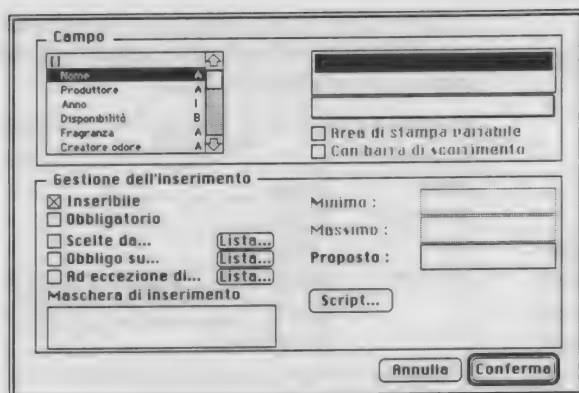 Campo
[]
Nome A
Produttore A
Anno I
Disponibilità B
Fragranza A
Creatore odore A
Area di stampa variabile
Con barra di scorrimento
Gestione dell'inserimento
Inseribile
Obbligatorio
Scelte da... Lista...
Obbligo su... Lista...
Ad eccezione di... Lista...
Maschera di inserimento
Minimo :
Massimo :
Proposto :
Script...
Annulla Conferma